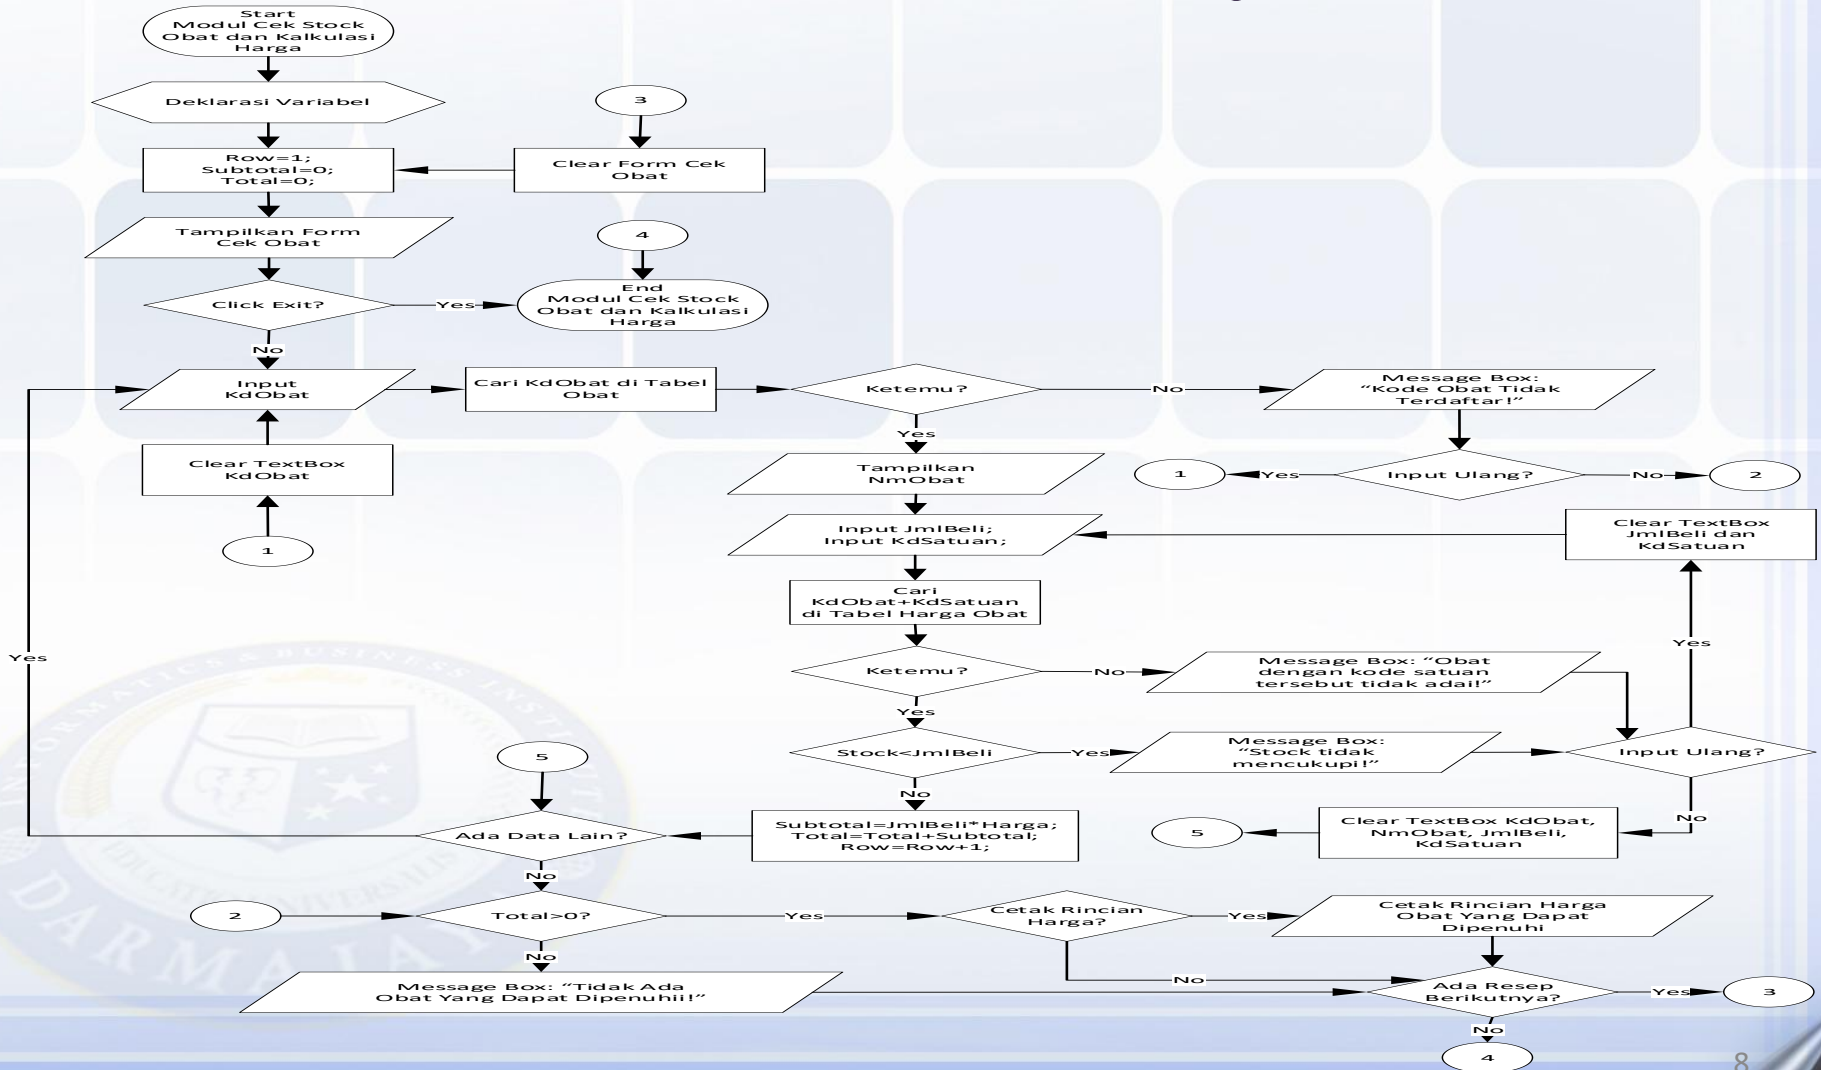 Start
Modul Cek Stock
Obat dan Kalkulasi
Harga
Deklarasi Variabel
3
Row=1;
Subtotal=0;
Total=0;
Clear Form Cek
Obat
Tampilkan Form
Cek Obat
4
Click Exit?
Yes
End
Modul Cek Stock
Obat dan Kalkulasi
Harga
No
Input
KdObat
Cari KdObat di Tabel
Obat
Ketemu?
No
Message Box:
“Kode Obat Tidak
Terdaftar!”
Yes
Clear TextBox
KdObat
Tampilkan
NmObat
1
Yes
Input Ulang?
No
2
1
Input JmlBeli;
Input KdSatuan;
Clear TextBox
JmlBeli dan
KdSatuan
Cari
KdObat+KdSatuan
di Tabel Harga Obat
Yes
Yes
Ketemu?
No
Message Box: “Obat
dengan kode satuan
tersebut tidak adai!”
Yes
5
Stock<JmlBeli
Yes
Message Box:
“Stock tidak
mencukupi!”
Input Ulang?
No
No
Ada Data Lain?
Subtotal=JmlBeli*Harga;
Total=Total+Subtotal;
Row=Row+1;
5
Clear TextBox KdObat,
NmObat, JmlBeli,
KdSatuan
No
2
Total>0?
Yes
Cetak Rincian
Harga?
Yes
Cetak Rincian Harga
Obat Yang Dapat
Dipenuhi
No
No
Message Box: “Tidak Ada
Obat Yang Dapat Dipenuhii!”
Ada Resep
Berikutnya?
Yes
3
No
4
8
INFORMATICS & BUSINESS INSTITUTE
DARMAJAYA